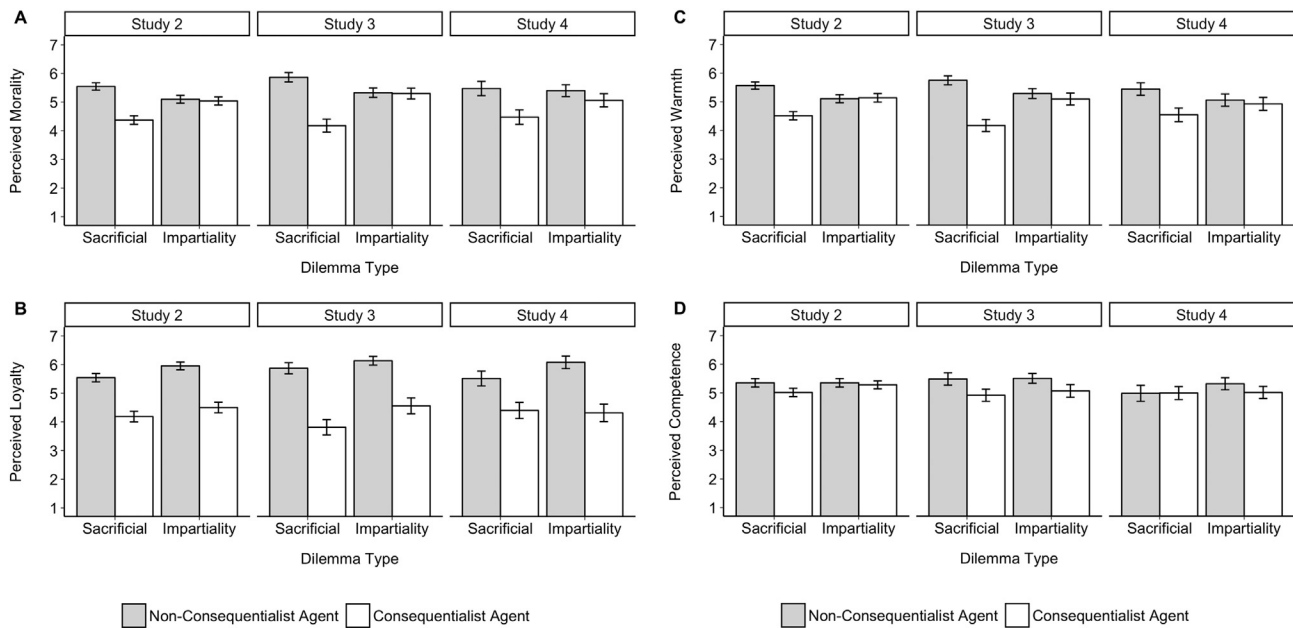 A
Study 2 Study 3 Study 4
Perceived Morality
7
6
5
4
3
2
1
Sacrificial Impartiality Sacrificial Impartiality Sacrificial Impartiality
Dilemma Type
C
Study 2 Study 3 Study 4
Perceived Warmth
7
6
5
4
3
2
1
Sacrificial Impartiality Sacrificial Impartiality Sacrificial Impartiality
Dilemma Type
B
Study 2 Study 3 Study 4
Perceived Loyalty
7
6
5
4
3
2
1
Sacrificial Impartiality Sacrificial Impartiality Sacrificial Impartiality
Dilemma Type
Non-Consequentialist Agent Consequentialist Agent
D
Study 2 Study 3 Study 4
Perceived Competence
7
6
5
4
3
2
1
Sacrificial Impartiality Sacrificial Impartiality Sacrificial Impartiality
Dilemma Type
Non-Consequentialist Agent Consequentialist Agent